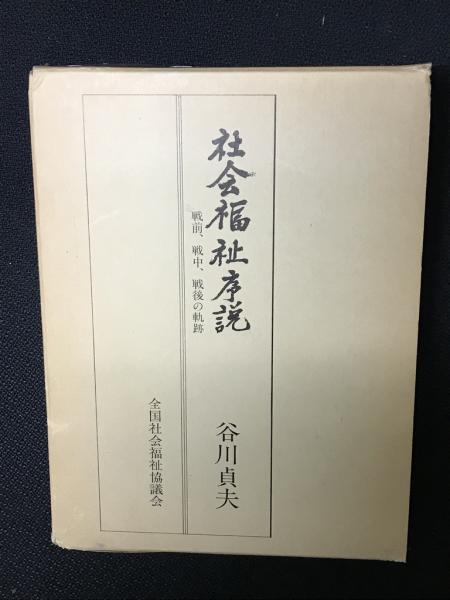 社会福祉序説
戦前、戦中、戦後の軌跡
谷川貞夫
全国社会福祉協議会